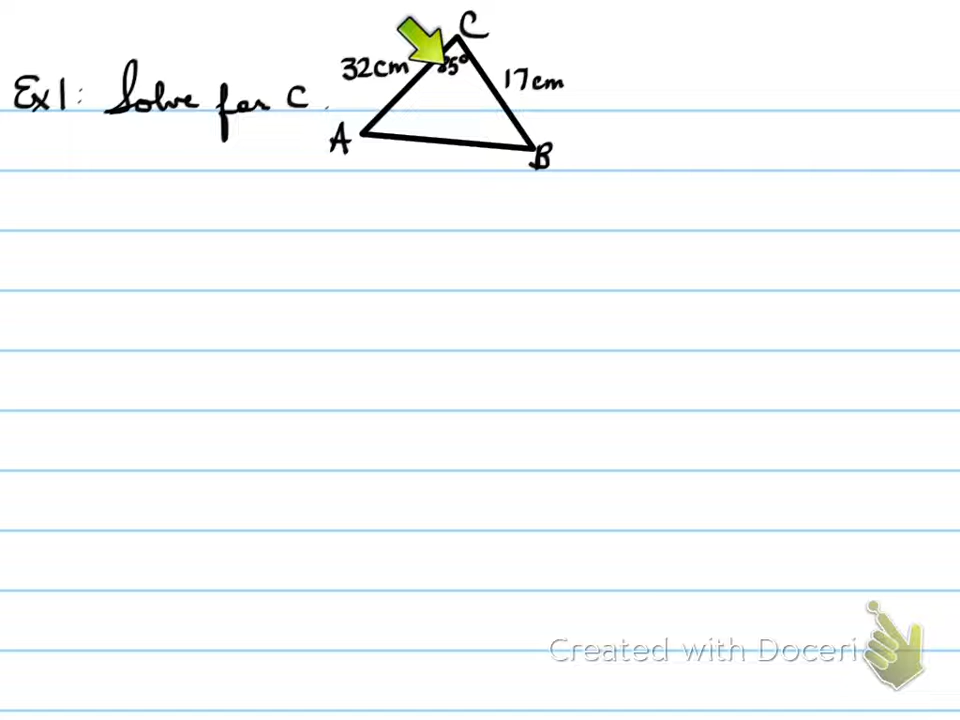 C
32cm
17cm
Ex1: Solve for c.
A
B
Created with Doceri